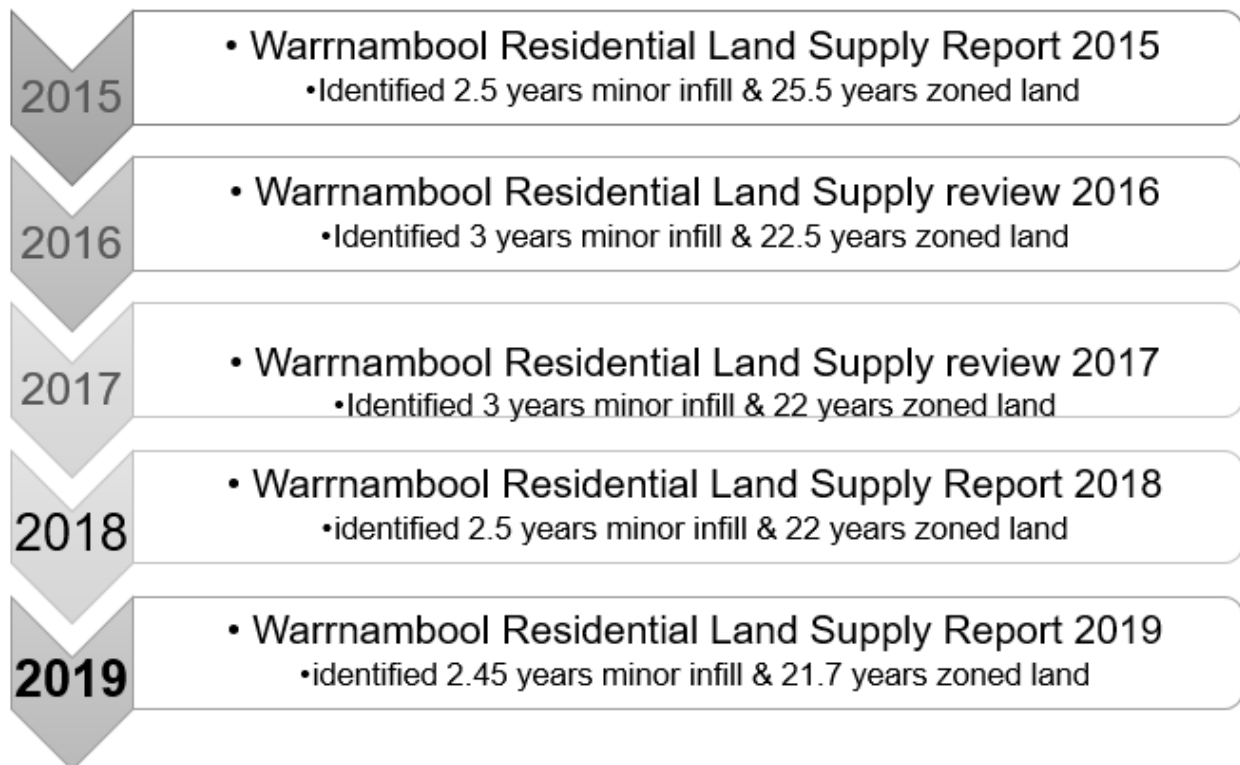 2015
• Warrnambool Residential Land Supply Report 2015
•Identified 2.5 years minor infill & 25.5 years zoned land
2016
• Warrnambool Residential Land Supply review 2016
•Identified 3 years minor infill & 22.5 years zoned land
2017
• Warrnambool Residential Land Supply review 2017
•Identified 3 years minor infill & 22 years zoned land
2018
• Warrnambool Residential Land Supply Report 2018
•identified 2.5 years minor infill & 22 years zoned land
2019
• Warrnambool Residential Land Supply Report 2019
•identified 2.45 years minor infill & 21.7 years zoned land